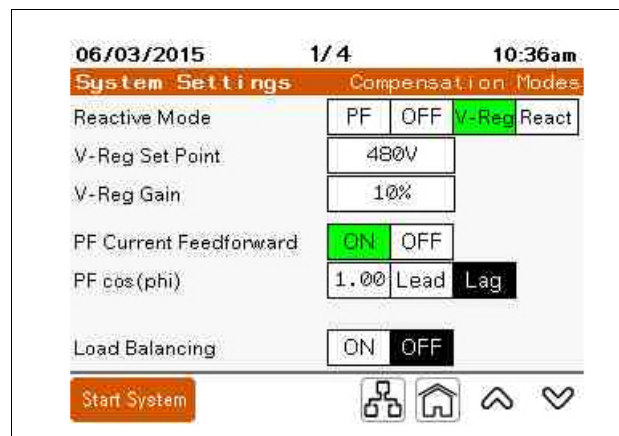 06/03/2015 1/4 10:36am
System Settings Compensation Modes
Reactive Mode PF OFF V-Reg React
V-Reg Set Point 480V
V-Reg Gain 10%
PF Current Feedforward ON OFF
PF cos(phi) 1.00 Lead Lag
Load Balancing ON OFF
Start System